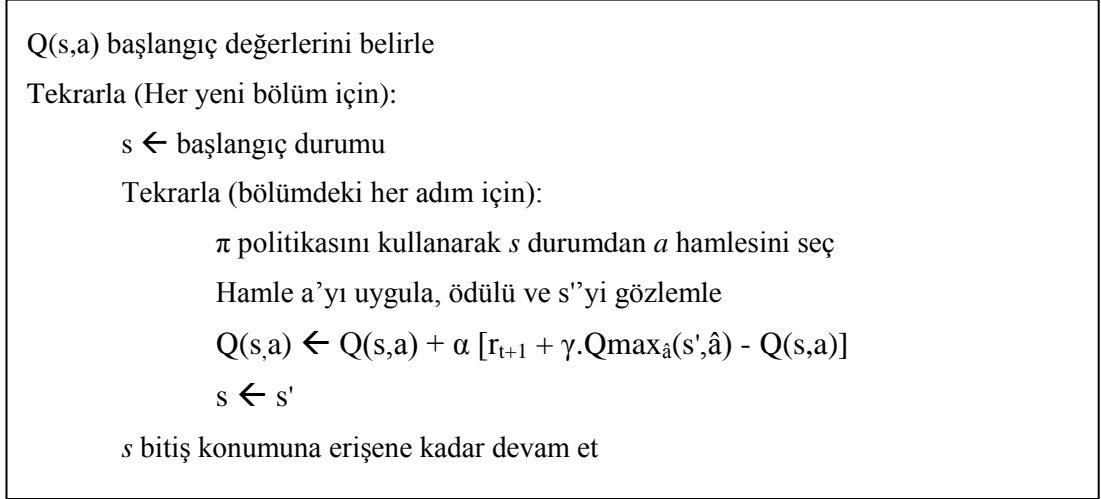 Q(s,a) başlangıç değerlerini belirle
Tekrarla (Her yeni bölüm için):
s ← başlangıç durumu
Tekrarla (bölümdeki her adım için):
π politikasını kullanarak s durumdan a hamlesini seç
Hamle a’yı uygula, ödülü ve s'’yi gözlemle
Q(s,a) ← Q(s,a) + α [rₜ₊₁ + γ.Qmaxâ(s',â) - Q(s,a)]
s ← s'
s bitiş konumuna erişene kadar devam et